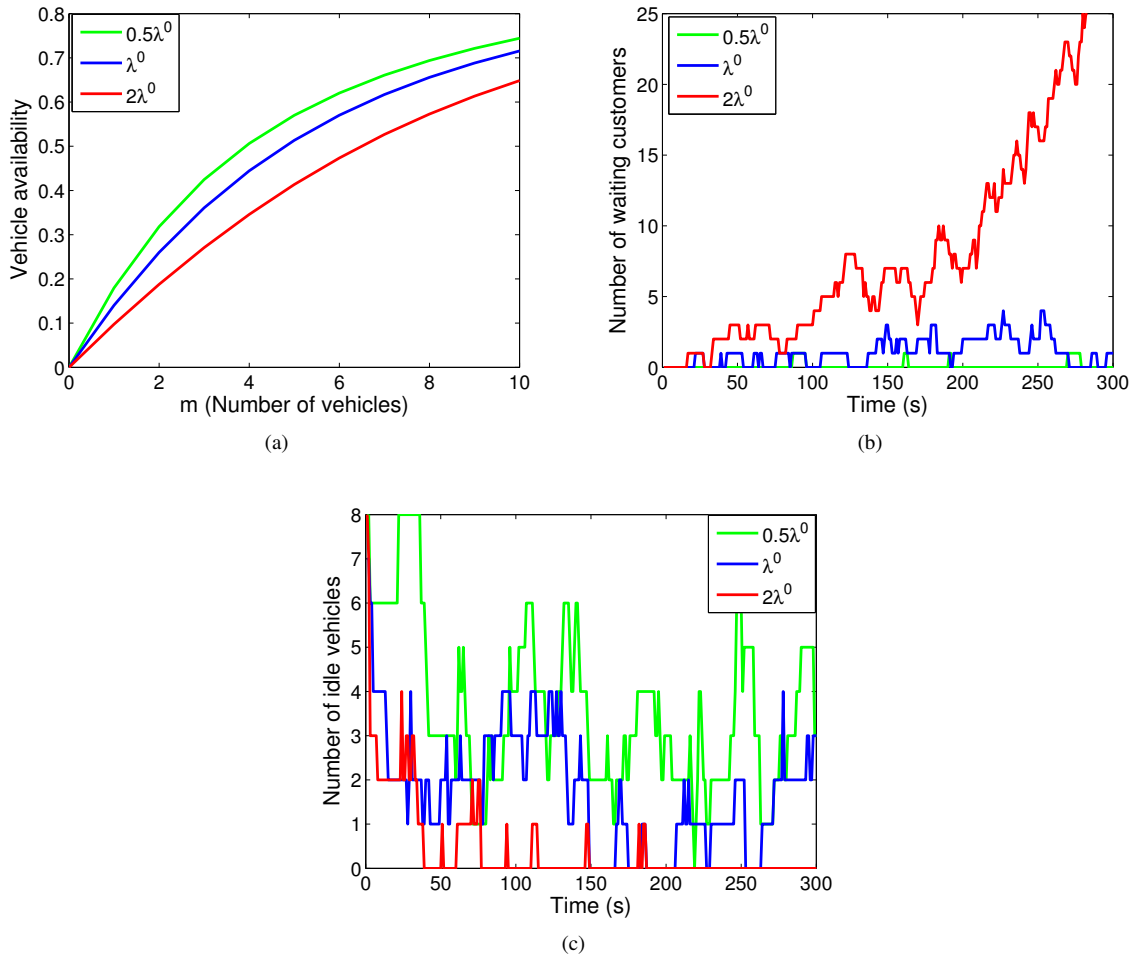 0.8
0.7
0.6
0.5
0.4
0.3
0.2
0.1
0
0 2 4 6 8 10
Vehicle availability
m (Number of vehicles)
0.5λ⁰
λ⁰
2λ⁰
(a)
25
20
15
10
5
0
0 50 100 150 200 250 300
Number of waiting customers
Time (s)
0.5λ⁰
λ⁰
2λ⁰
(b)
8
7
6
5
4
3
2
1
0
0 50 100 150 200 250 300
Number of idle vehicles
Time (s)
0.5λ⁰
λ⁰
2λ⁰
(c)